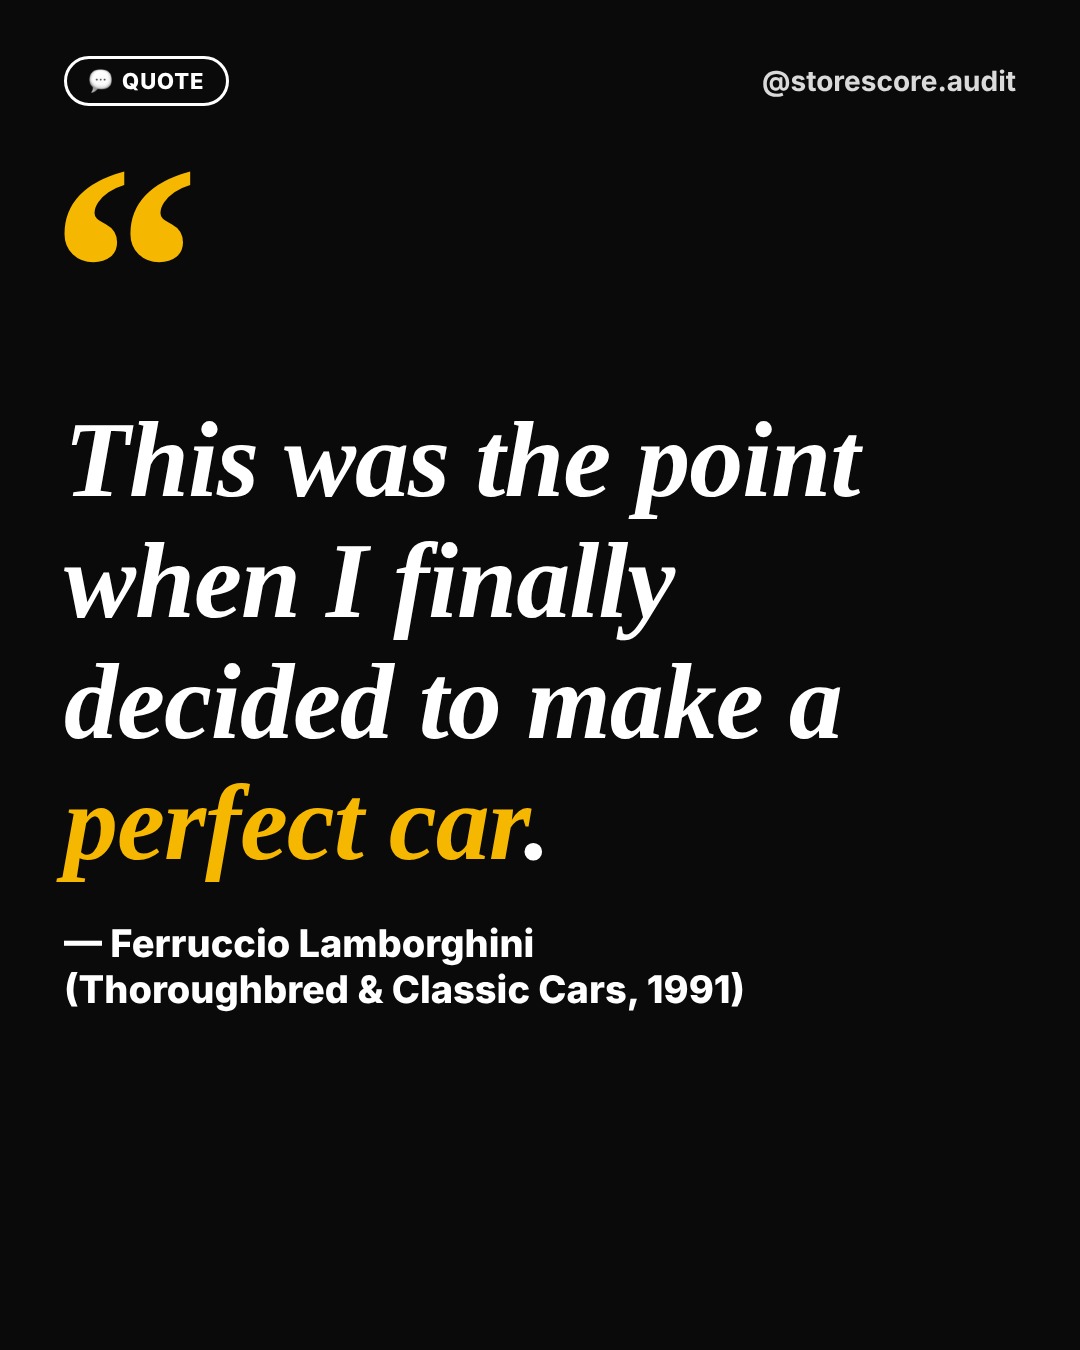 💬 QUOTE
@storescore.audit
“
This was the point
when I finally
decided to make a
perfect car.
— Ferruccio Lamborghini
(Thoroughbred & Classic Cars, 1991)